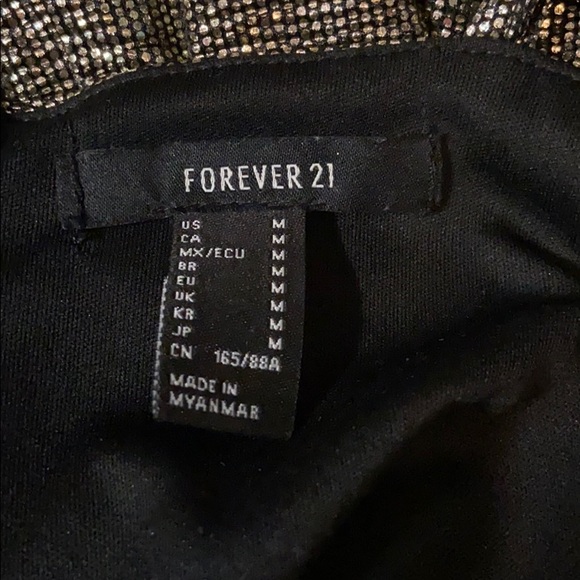 FOREVER 21
US M
CA M
MX/ECU M
BR M
EU M
UK M
KR M
JP M
CN 165/88A
MADE IN
MYANMAR